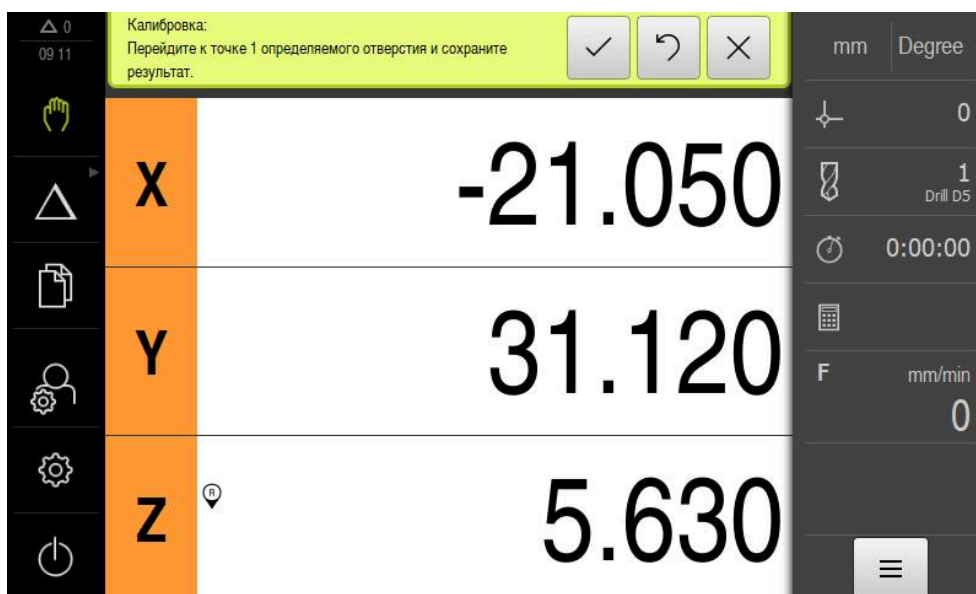 0
09 11
Калибровка:
Перейдите к точке 1 определяемого отверстия и сохраните
результат.
mm Degree
0
1
Drill D5
0:00:00
F mm/min
0
X -21.050
Y 31.120
Z R 5.630